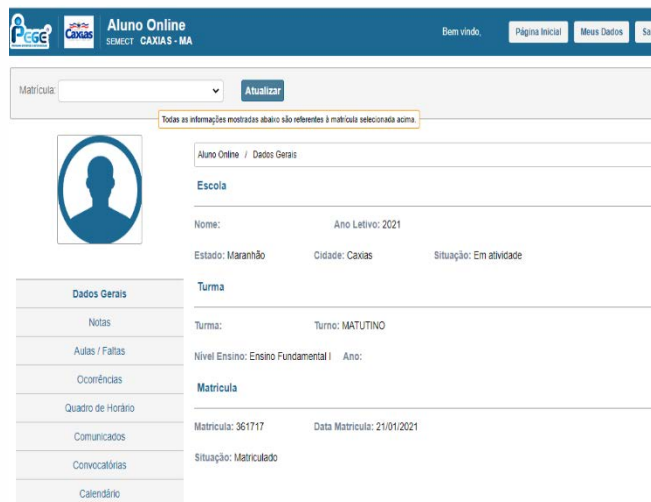 PEGE
Caxias
Aluno Online
SEMECT CAXIAS - MA
Bem vindo,
Página Inicial
Meus Dados
Sa
Matrícula:
Atualizar
Todas as informações mostradas abaixo são referentes à matrícula selecionada acima.
Aluno Online / Dados Gerais
Escola
Nome: Ano Letivo: 2021
Estado: Maranhão Cidade: Caxias Situação: Em atividade
Dados Gerais
Notas
Aulas / Faltas
Ocorrências
Quadro de Horário
Comunicados
Convocatórias
Calendário
Turma
Turma: Turno: MATUTINO
Nível Ensino: Ensino Fundamental I Ano:
Matrícula
Matrícula: 361717 Data Matrícula: 21/01/2021
Situação: Matriculado